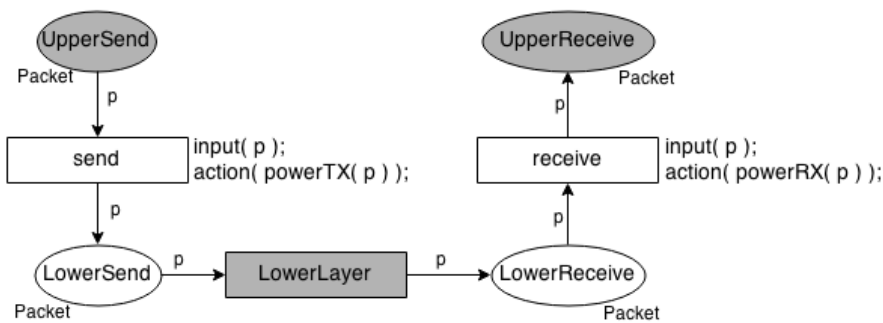 UpperSend
Packet
p
send
input( p );
action( powerTX( p ) );
p
LowerSend
Packet
p
LowerLayer
p
LowerReceive
Packet
p
receive
input( p );
action( powerRX( p ) );
p
UpperReceive
Packet